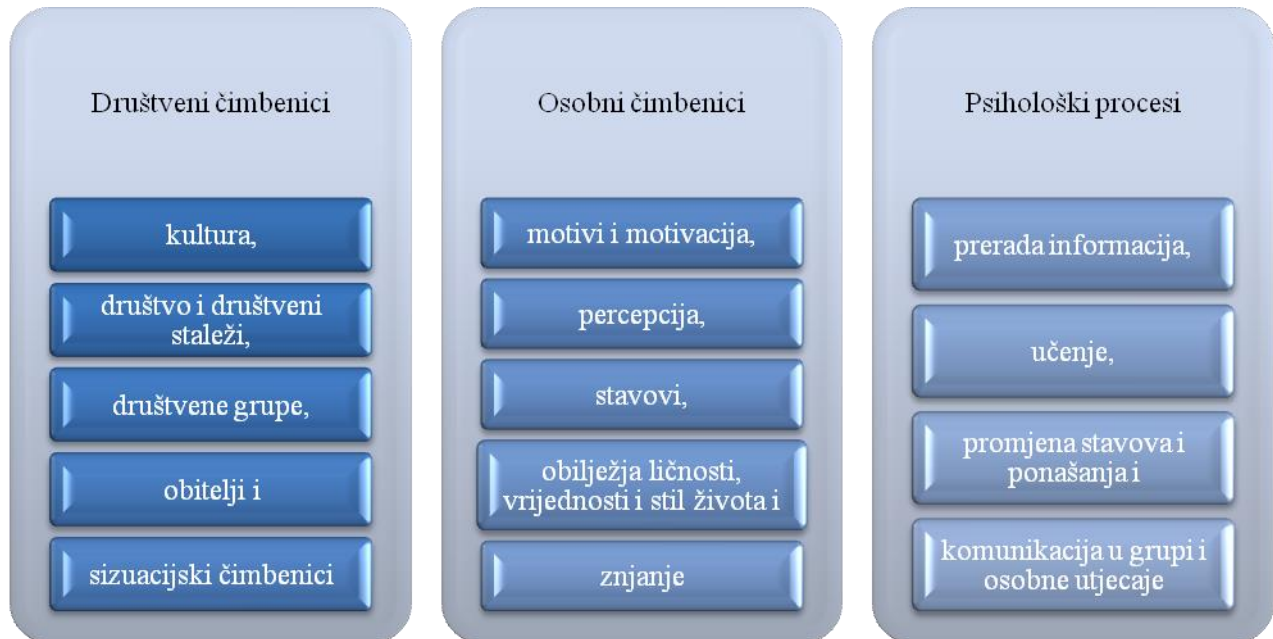 Društveni čimbenici
kultura,
društvo i društveni
staleži,
društvene grupe,
obitelji i
sizuacijski čimbenici
Osobni čimbenici
motivi i motivacija,
percepcija,
stavovi,
obilježja ličnosti,
vrijednosti i stil života i
znjanje
Psihološki procesi
prerada informacija,
učenje,
promjena stavova i
ponašanja i
komunikacija u grupi i
osobne utjecaje